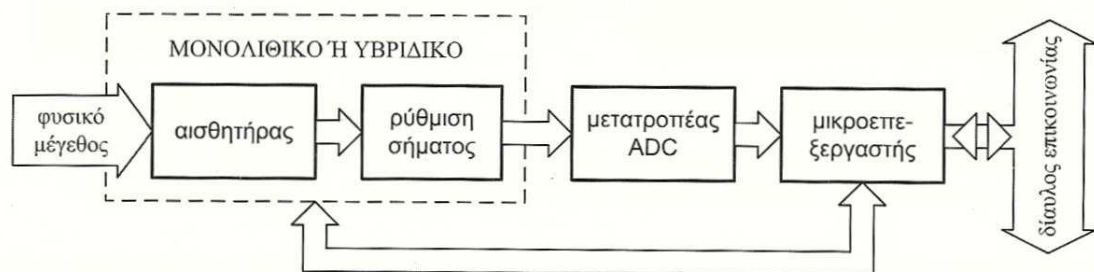 ΜΟΝΟΛΙΘΙΚΟ Ή ΥΒΡΙΔΙΚΟ
φυσικό
μέγεθος
αισθητήρας
ρύθμιση
σήματος
μετατροπέας
ADC
μικροεπε-
ξεργαστής
δίαυλος επικοινωνίας